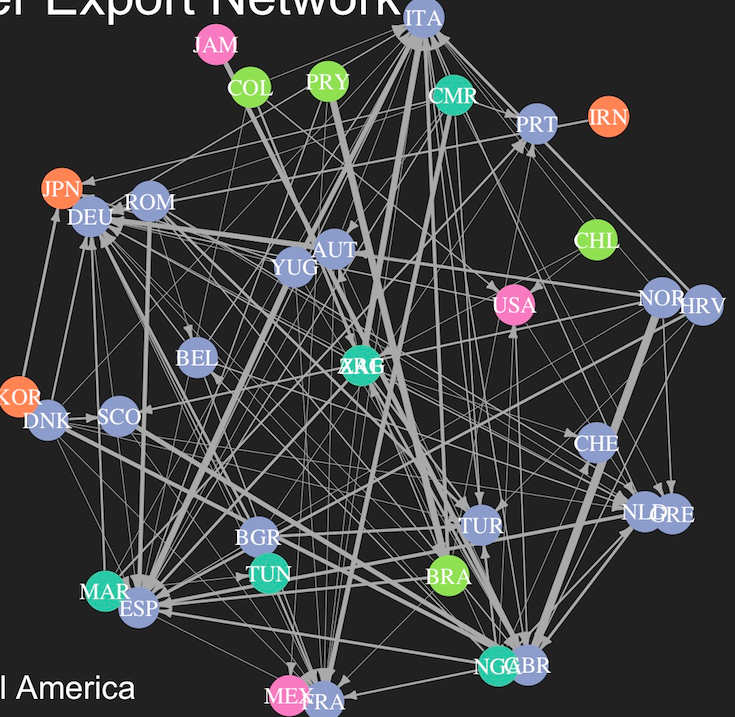 er Export Network
ITA
JAM
COL
PRY
CMR
PRT
IRN
JPN
ROM
DEU
AUT
YUG
CHL
USA
NOR
HRV
BEL
KOR
DNK
SCO
CHE
NLD
GRE
TUR
BGR
TUN
BRA
MAR
ESP
NGA
GBR
MEX
FRA
l America